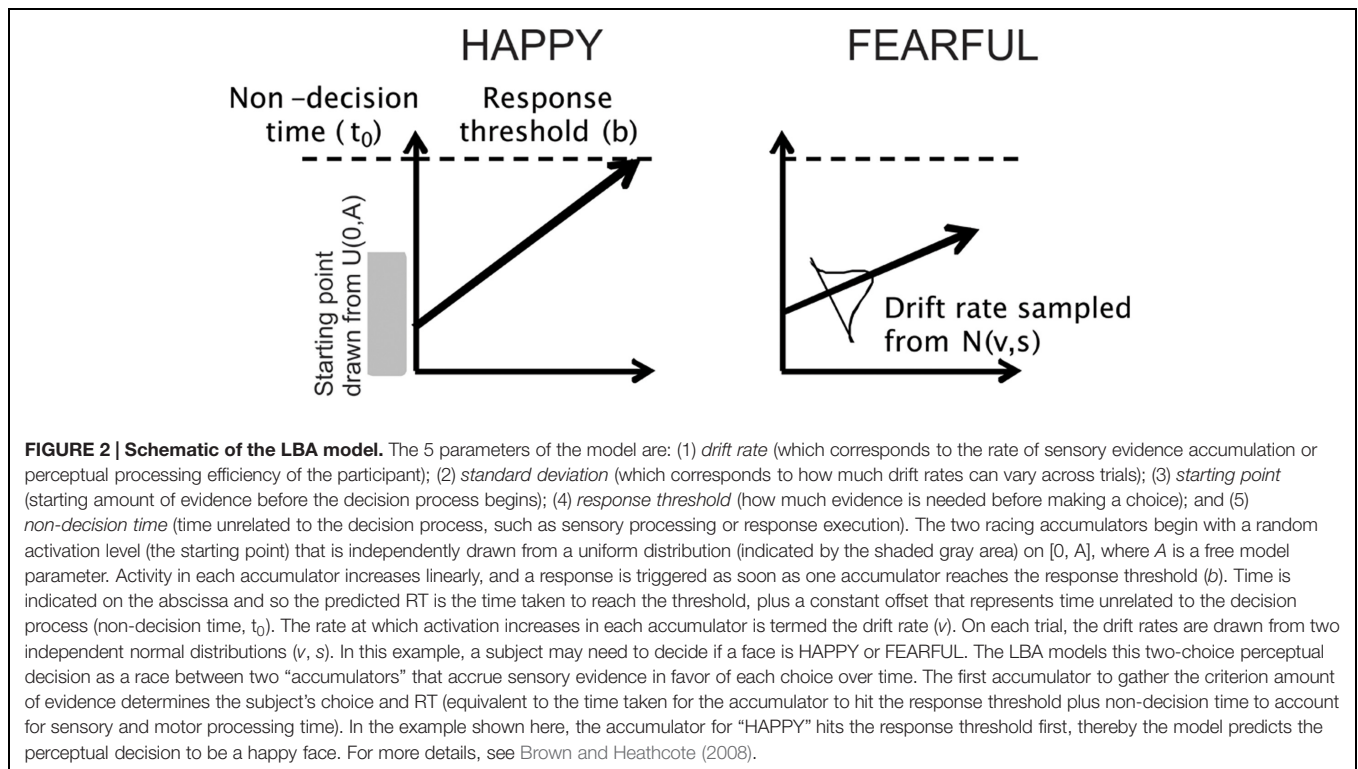 HAPPY
FEARFUL
Non –decision
time ( t₀)
Response
threshold (b)
Starting point
drawn from U(0,A)
Drift rate sampled
from N(v,s)
FIGURE 2 | Schematic of the LBA model. The 5 parameters of the model are: (1) drift rate (which corresponds to the rate of sensory evidence accumulation or
perceptual processing efficiency of the participant); (2) standard deviation (which corresponds to how much drift rates can vary across trials); (3) starting point
(starting amount of evidence before the decision process begins); (4) response threshold (how much evidence is needed before making a choice); and (5)
non-decision time (time unrelated to the decision process, such as sensory processing or response execution). The two racing accumulators begin with a random
activation level (the starting point) that is independently drawn from a uniform distribution (indicated by the shaded gray area) on [0, A], where A is a free model
parameter. Activity in each accumulator increases linearly, and a response is triggered as soon as one accumulator reaches the response threshold (b). Time is
indicated on the abscissa and so the predicted RT is the time taken to reach the threshold, plus a constant offset that represents time unrelated to the decision
process (non-decision time, t₀). The rate at which activation increases in each accumulator is termed the drift rate (v). On each trial, the drift rates are drawn from two
independent normal distributions (v, s). In this example, a subject may need to decide if a face is HAPPY or FEARFUL. The LBA models this two-choice perceptual
decision as a race between two “accumulators” that accrue sensory evidence in favor of each choice over time. The first accumulator to gather the criterion amount
of evidence determines the subject’s choice and RT (equivalent to the time taken for the accumulator to hit the response threshold plus non-decision time to account
for sensory and motor processing time). In the example shown here, the accumulator for “HAPPY” hits the response threshold first, thereby the model predicts the
perceptual decision to be a happy face. For more details, see Brown and Heathcote (2008).